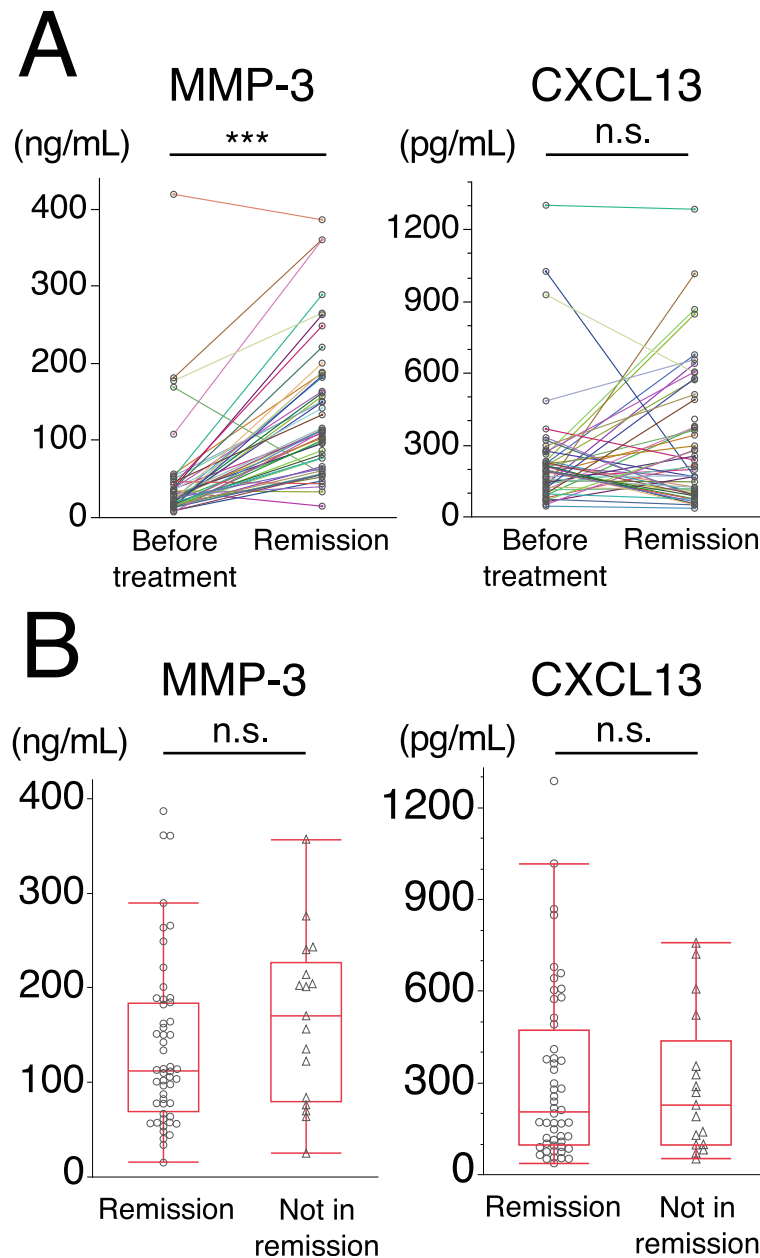 A
MMP-3
CXCL13
(ng/mL)
***
(pg/mL)
n.s.
400
300
200
100
0
1200
900
600
300
0
Before
treatment
Remission
Before
treatment
Remission
B
MMP-3
CXCL13
(ng/mL)
n.s.
(pg/mL)
n.s.
400
300
200
100
0
1200
900
600
300
0
Remission
Not in
remission
Remission
Not in
remission